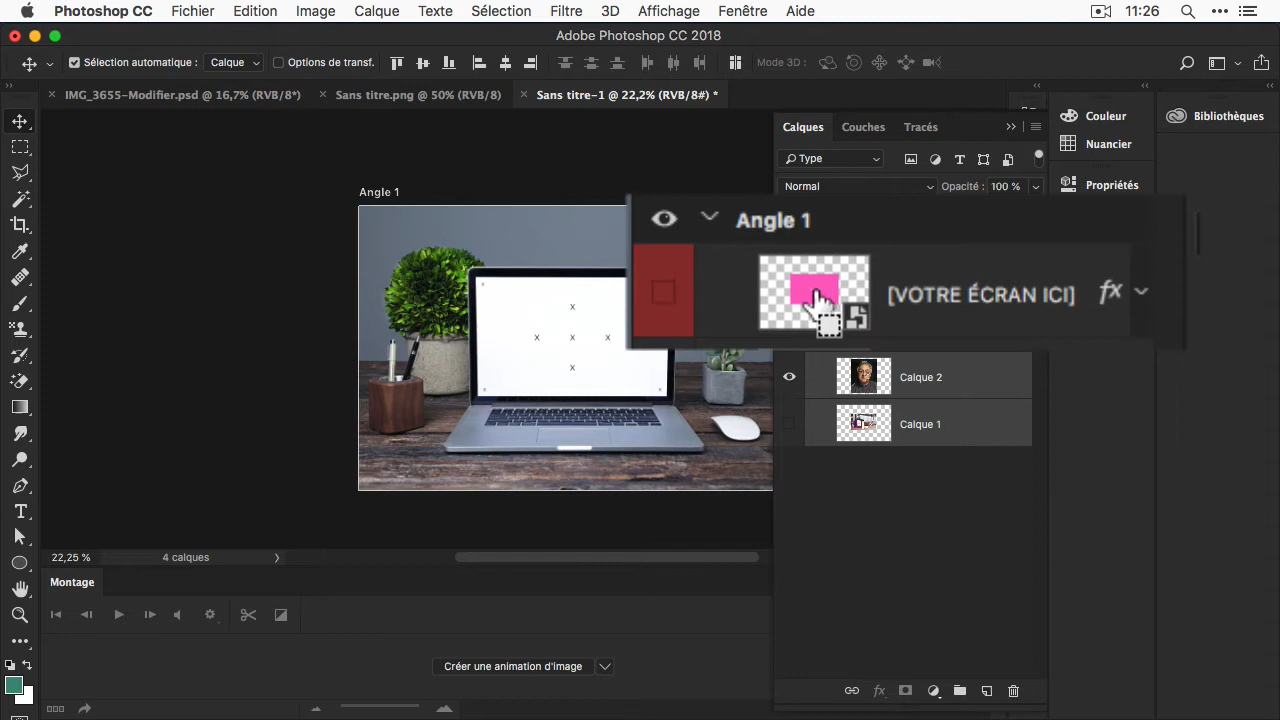 Photoshop CC Fichier Edition Image Calque Texte Sélection Filtre 3D Affichage Fenêtre Aide 11:26
Adobe Photoshop CC 2018
Sélection automatique : Calque Options de transf. Mode 3D :
IMG_3655-Modifier.psd @ 16,7% (RVB/8*) Sans titre.png @ 50% (RVB/8) Sans titre-1 @ 22,2% (RVB/8#) *
Calques Couches Tracés
Couleur
Bibliothèques
Nuancier
Type
Propriétés
Normal Opacité : 100 %
Angle 1
Angle 1
[VOTRE ÉCRAN ICI] fx
X
X X X
X
Calque 2
Calque 1
22,25 % 4 calques
Montage
Créer une animation d'image
fx